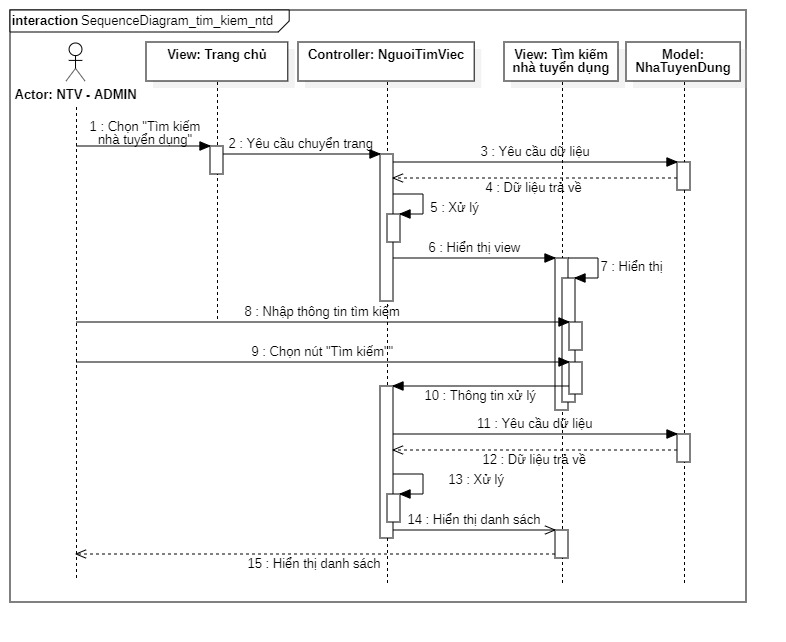 interaction SequenceDiagram_tim_kiem_ntd
View: Trang chủ
Controller: NguoiTimViec
View: Tìm kiếm
nhà tuyển dụng
Model:
NhaTuyenDung
Actor: NTV - ADMIN
1 : Chọn "Tìm kiếm
nhà tuyển dụng"
2 : Yêu cầu chuyển trang
3 : Yêu cầu dữ liệu
4 : Dữ liệu trả về
5 : Xử lý
6 : Hiển thị view
7 : Hiển thị
8 : Nhập thông tin tìm kiếm
9 : Chọn nút "Tìm kiếm""
10 : Thông tin xử lý
11 : Yêu cầu dữ liệu
12 : Dữ liệu trả về
13 : Xử lý
14 : Hiển thị danh sách
15 : Hiển thị danh sách